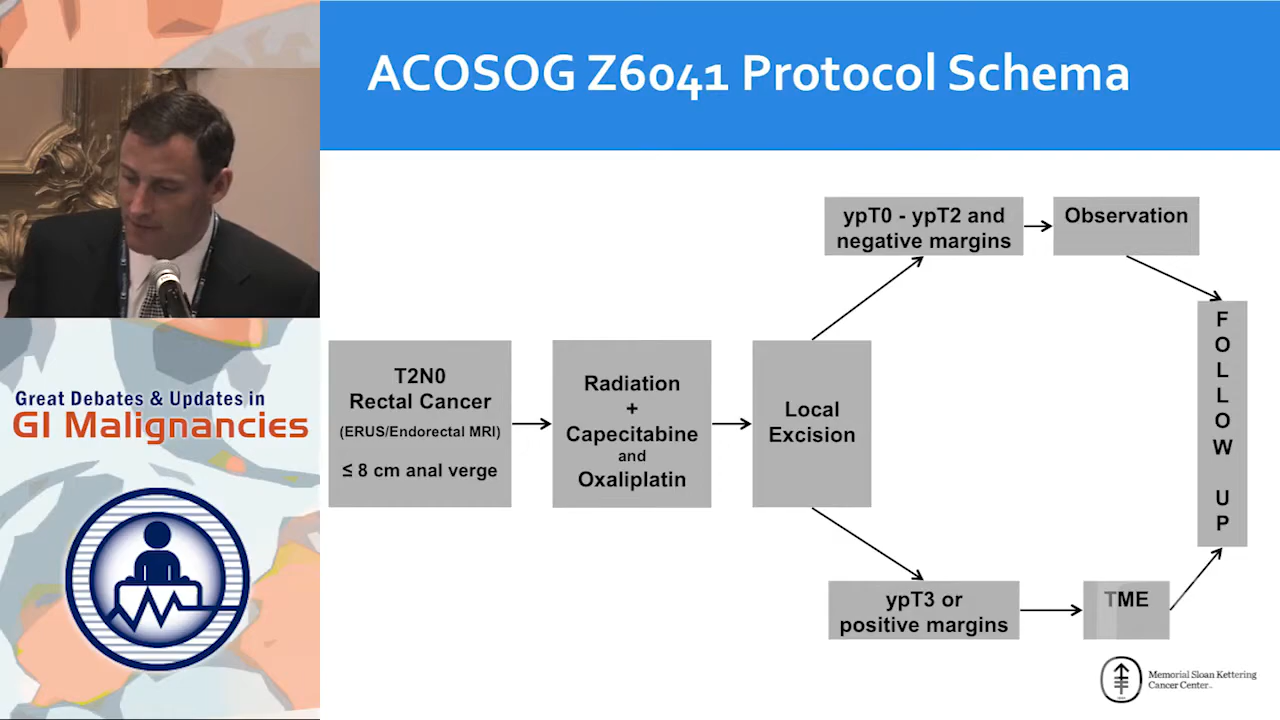 ACOSOG Z6041 Protocol Schema
Great Debates & Updates in
GI Malignancies
T2N0
Rectal Cancer
(ERUS/Endorectal MRI)
≤ 8 cm anal verge
Radiation
+
Capecitabine
and
Oxaliplatin
Local
Excision
ypT0 - ypT2 and
negative margins
Observation
ypT3 or
positive margins
TME
F
O
L
L
O
W
U
P
Memorial Sloan Kettering
Cancer Center